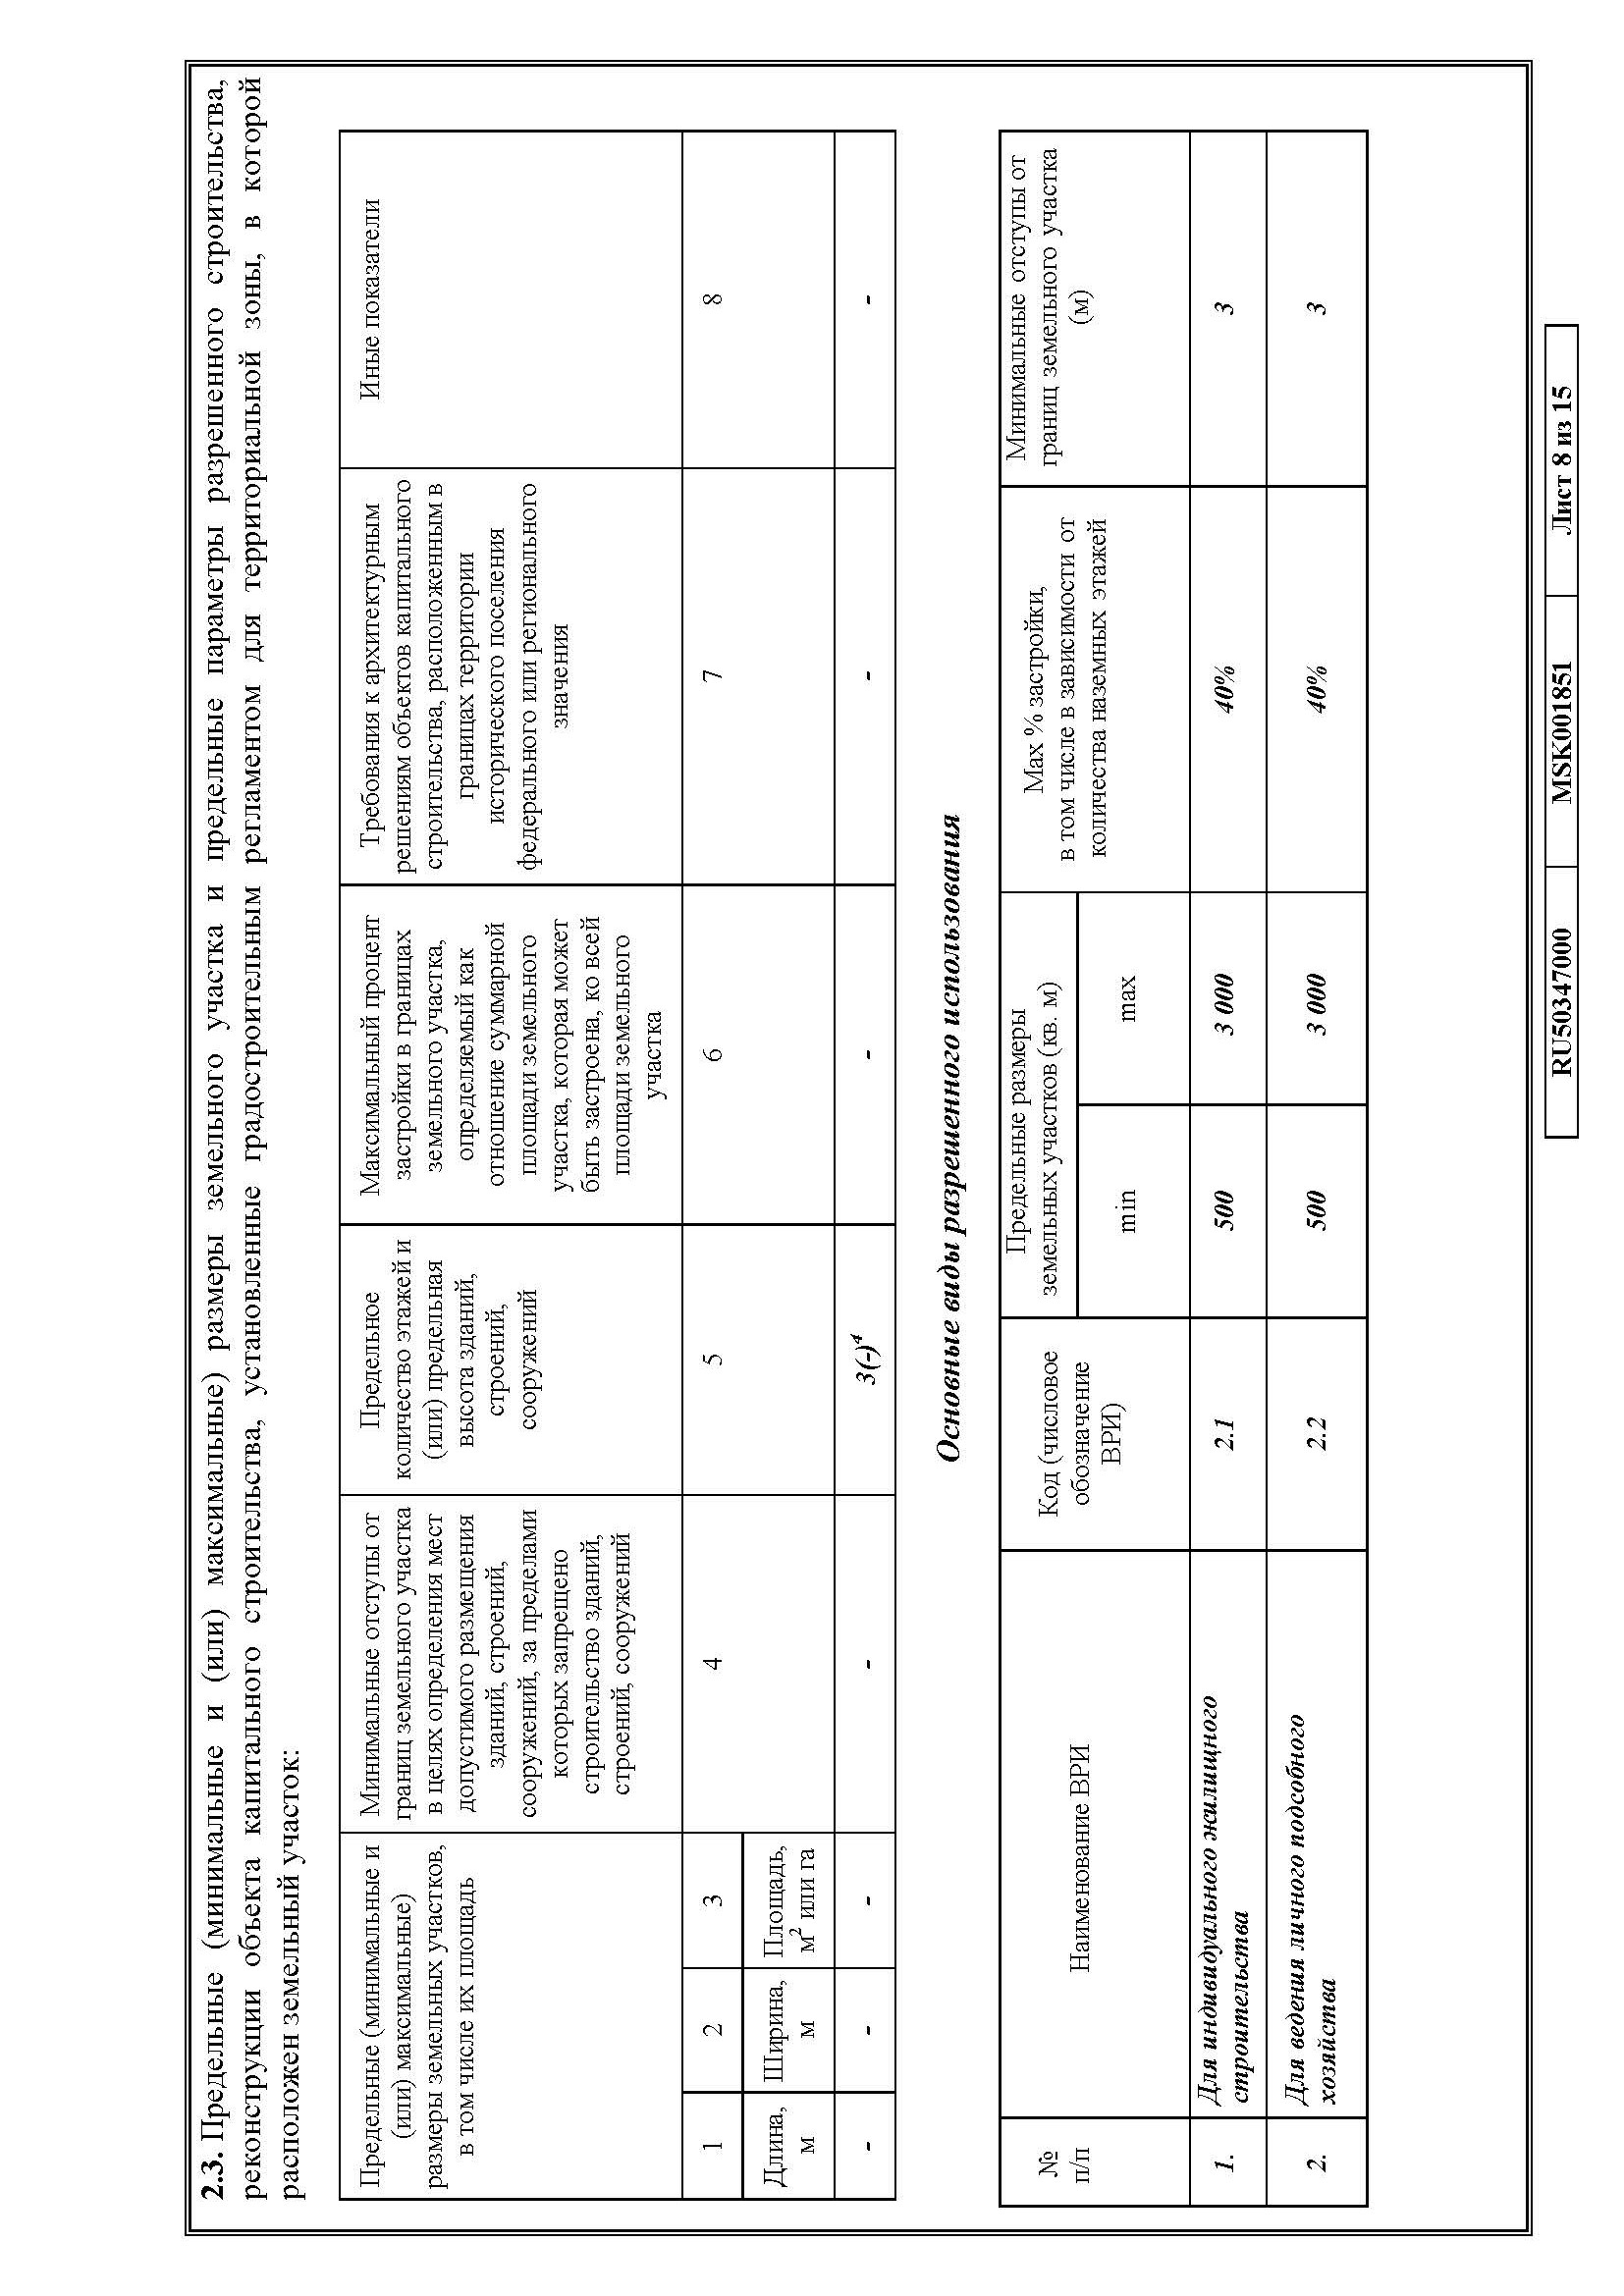 2.3. Предельные (минимальные и (или) максимальные) размеры земельного участка и предельные параметры разрешенного строительства,
реконструкции объекта капитального строительства, установленные градостроительным регламентом для территориальной зоны, в которой
расположен земельный участок:
Предельные (минимальные и
(или) максимальные)
размеры земельных участков,
в том числе их площадь
Минимальные отступы от
границ земельного участка
в целях определения мест
допустимого размещения
зданий, строений,
сооружений, за пределами
которых запрещено
строительство зданий,
строений, сооружений
Предельное
количество этажей и
(или) предельная
высота зданий,
строений,
сооружений
Максимальный процент
застройки в границах
земельного участка,
определяемый как
отношение суммарной
площади земельного
участка, которая может
быть застроена, ко всей
площади земельного
участка
Требования к архитектурным
решениям объектов капитального
строительства, расположенным в
границах территории
исторического поселения
федерального или регионального
значения
Иные показатели
1 2 3 4 5 6 7 8
Длина,
м
Ширина,
м
Площадь,
м² или га
- - - - 3(-)⁴ - - -
Основные виды разрешенного использования
№
п/п
Наименование ВРИ
Код (числовое
обозначение
ВРИ)
Предельные размеры
земельных участков (кв. м)
min max
Max % застройки,
в том числе в зависимости от
количества наземных этажей
Минимальные отступы от
границ земельного участка
(м)
1. Для индивидуального жилищного
строительства
2.1 500 3 000 40% 3
2. Для ведения личного подсобного
хозяйства
2.2 500 3 000 40% 3
RU50347000 MSK001851 Лист 8 из 15